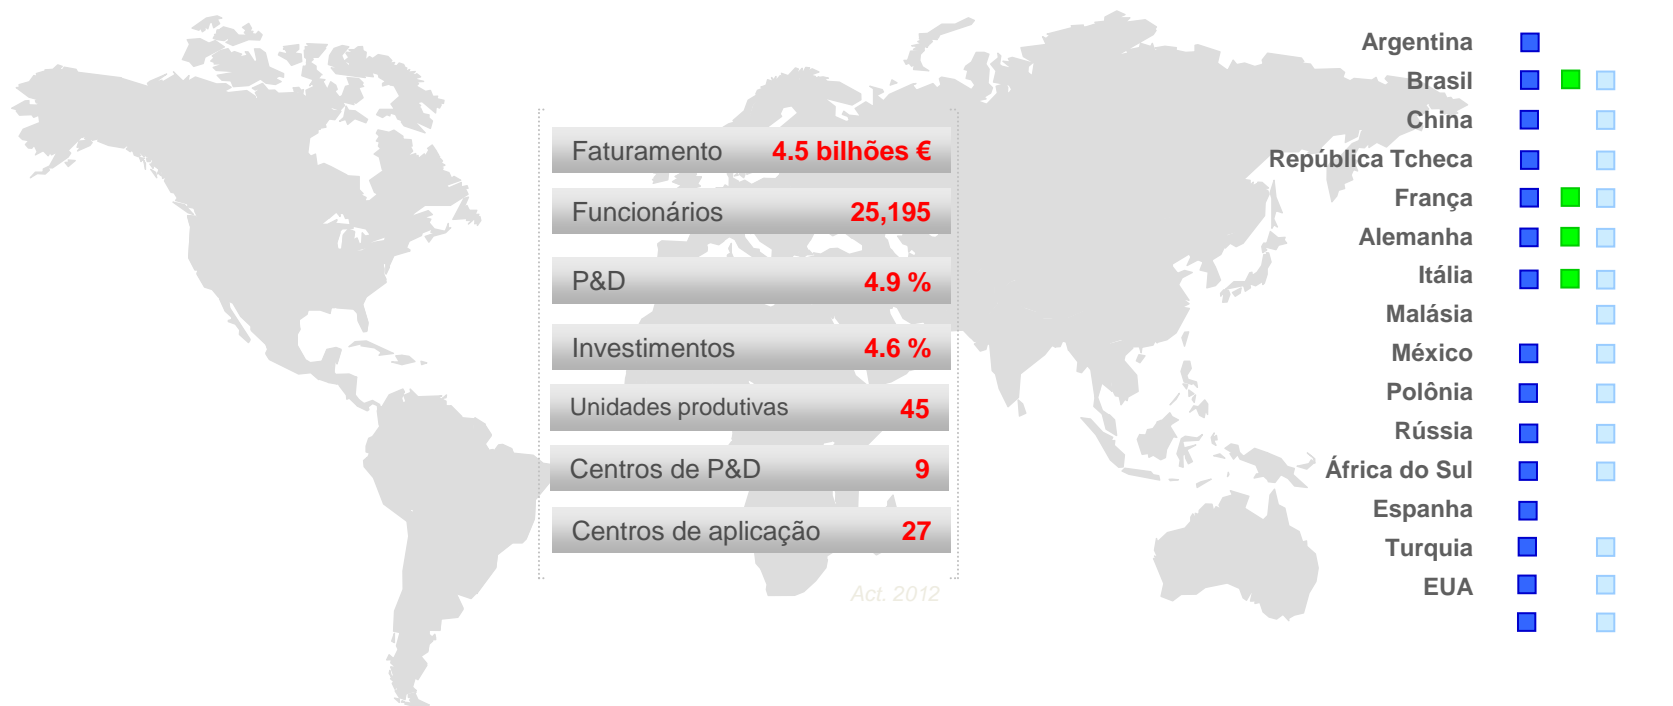 Faturamento 4.5 bilhões €
Funcionários 25,195
P&D 4.9 %
Investimentos 4.6 %
Unidades produtivas 45
Centros de P&D 9
Centros de aplicação 27
Act. 2012
Argentina
Brasil
China
República Tcheca
França
Alemanha
Itália
Malásia
México
Polônia
Rússia
África do Sul
Espanha
Turquia
EUA